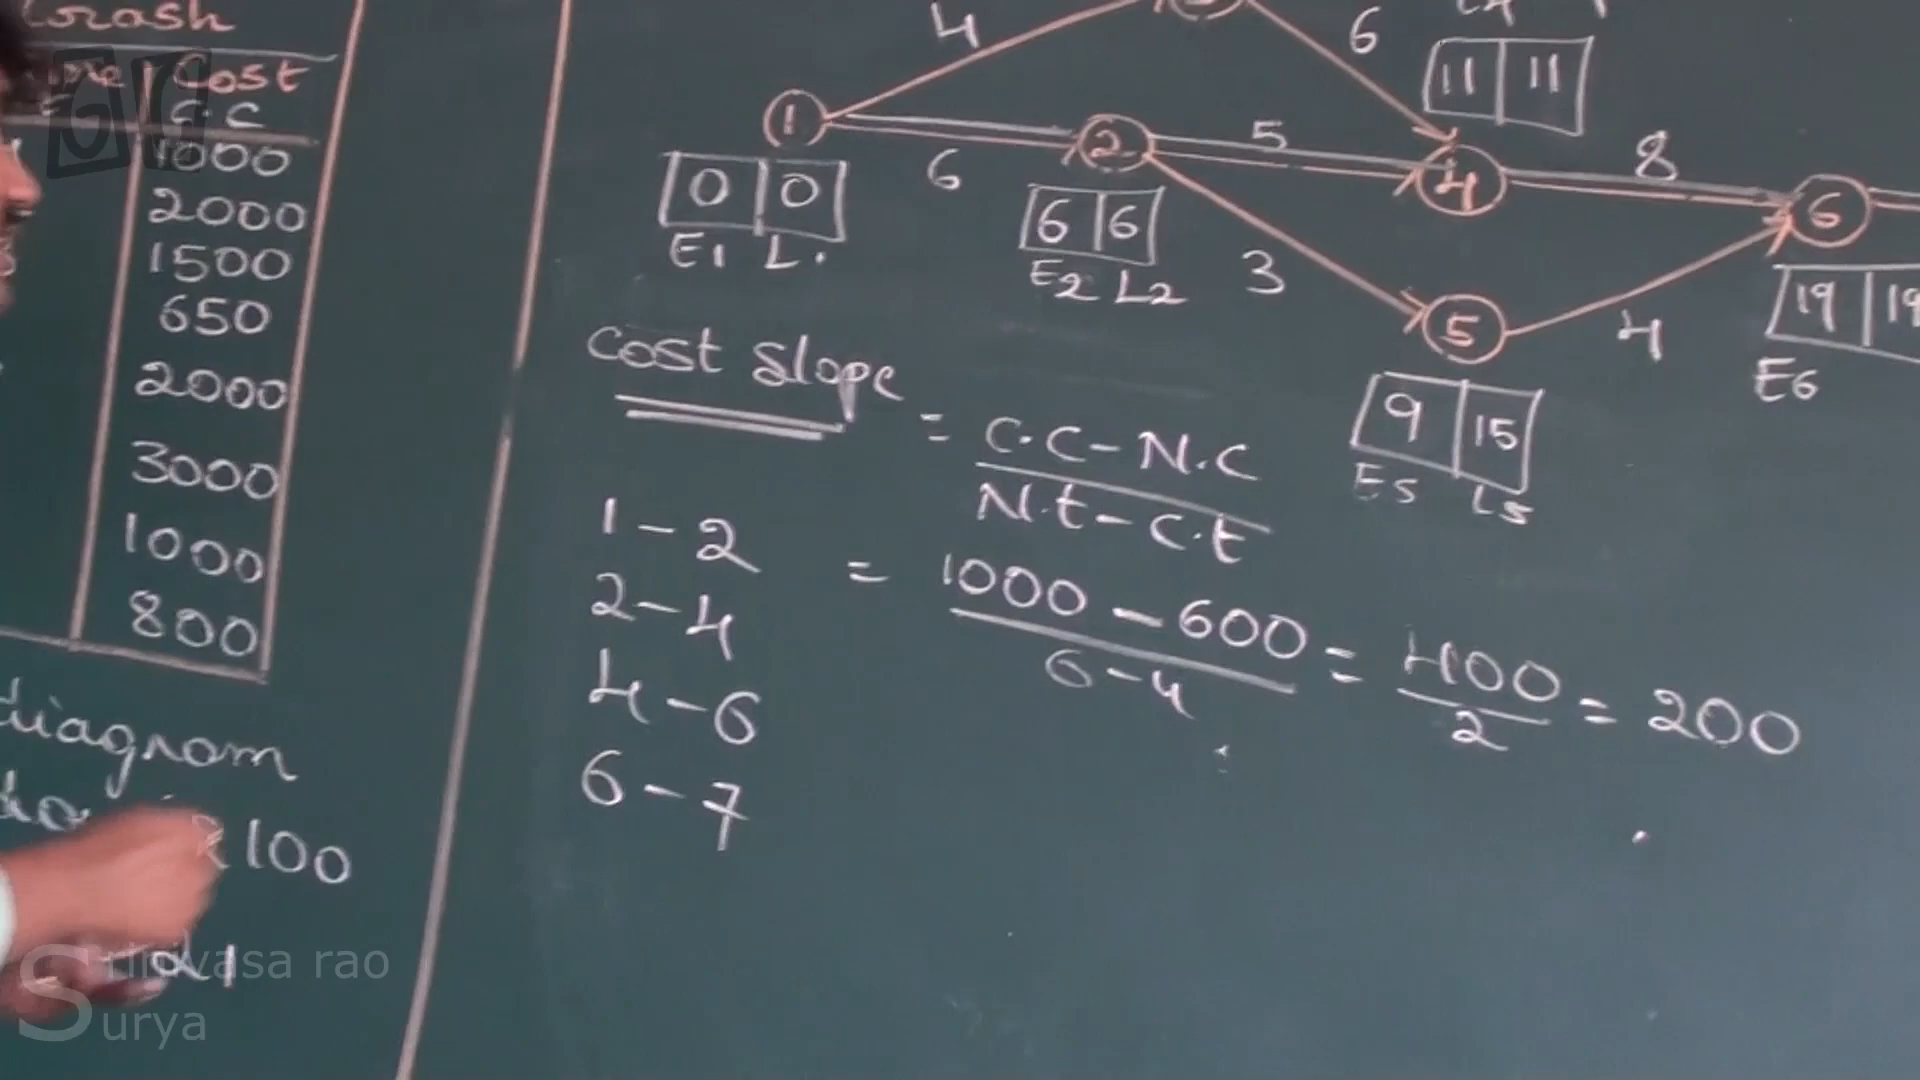 Crash
Cost
C.C
1000
2000
1500
650
2000
3000
1000
800
diagram
₹100
21
4
6
11 11
1
2
5
4
8
6
0 0
E1 L1
6
6 6
E2 L2
3
5
4
19 19
E6
9 15
E5 L5
Cost Slope = C.C - N.C
N.t - C.t
1 - 2 = 1000 - 600 = 400 = 200
6 - 4 2
2 - 4
4 - 6
6 - 7
Srinivasa rao
Surya